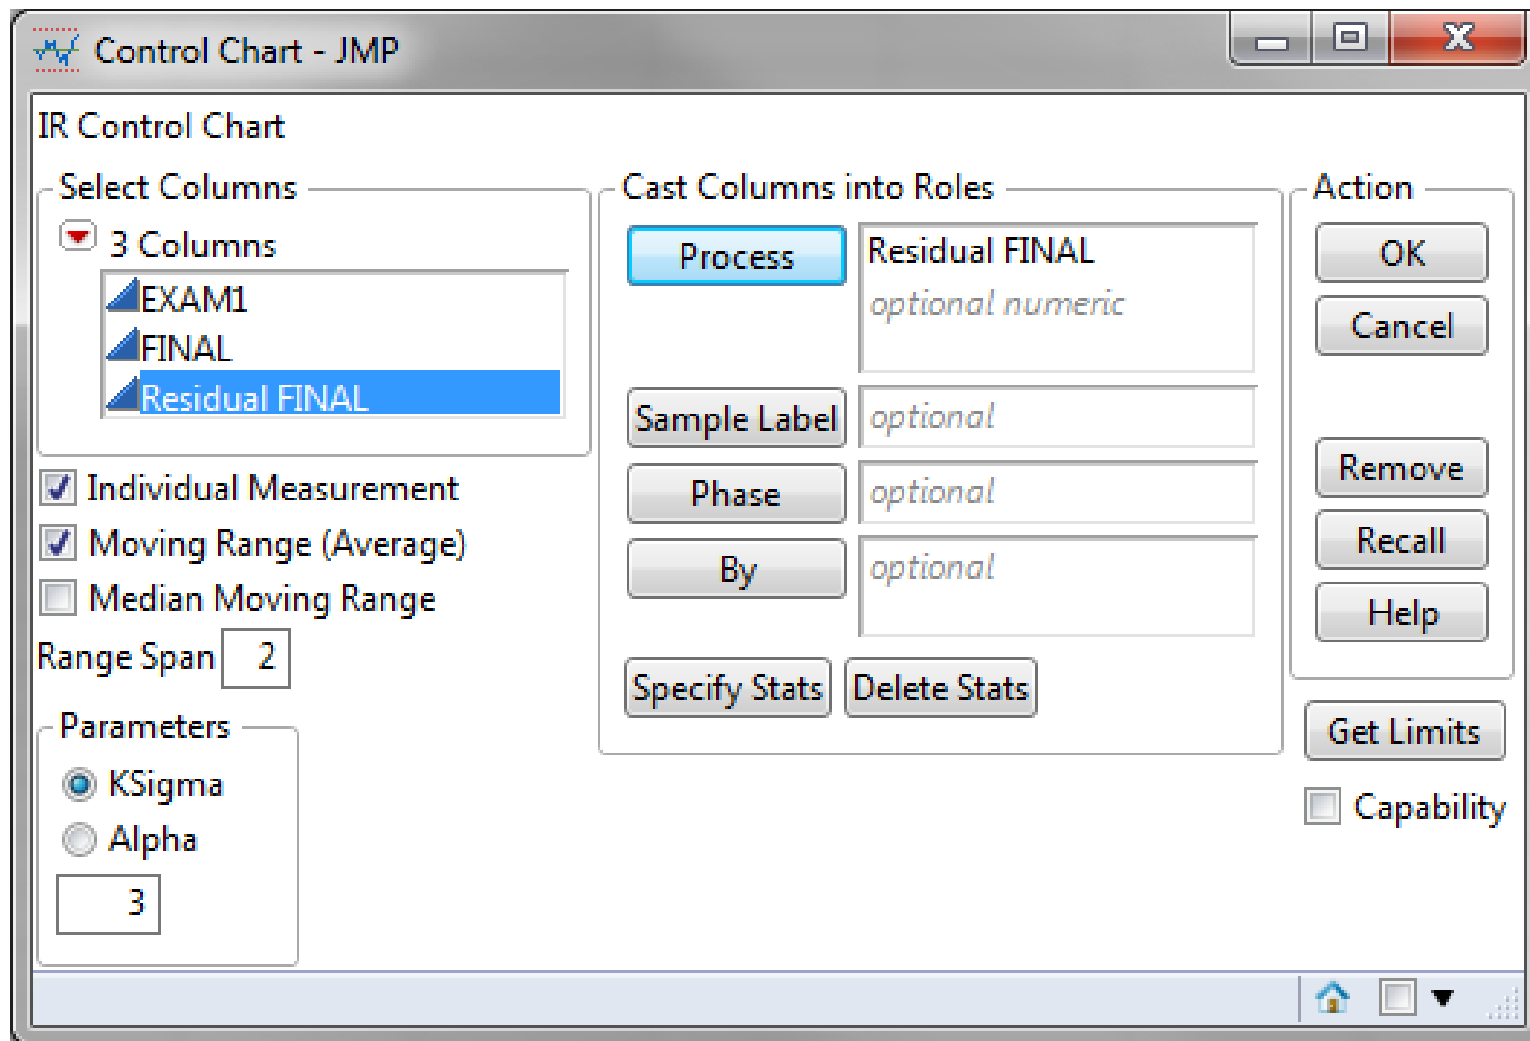 Control Chart - JMP
IR Control Chart
Select Columns
3 Columns
EXAM1
FINAL
Residual FINAL
Individual Measurement
Moving Range (Average)
Median Moving Range
Range Span 2
Parameters
KSigma
Alpha
3
Cast Columns into Roles
Process
Residual FINAL
optional numeric
Sample Label
optional
Phase
optional
By
optional
Specify Stats
Delete Stats
Action
OK
Cancel
Remove
Recall
Help
Get Limits
Capability